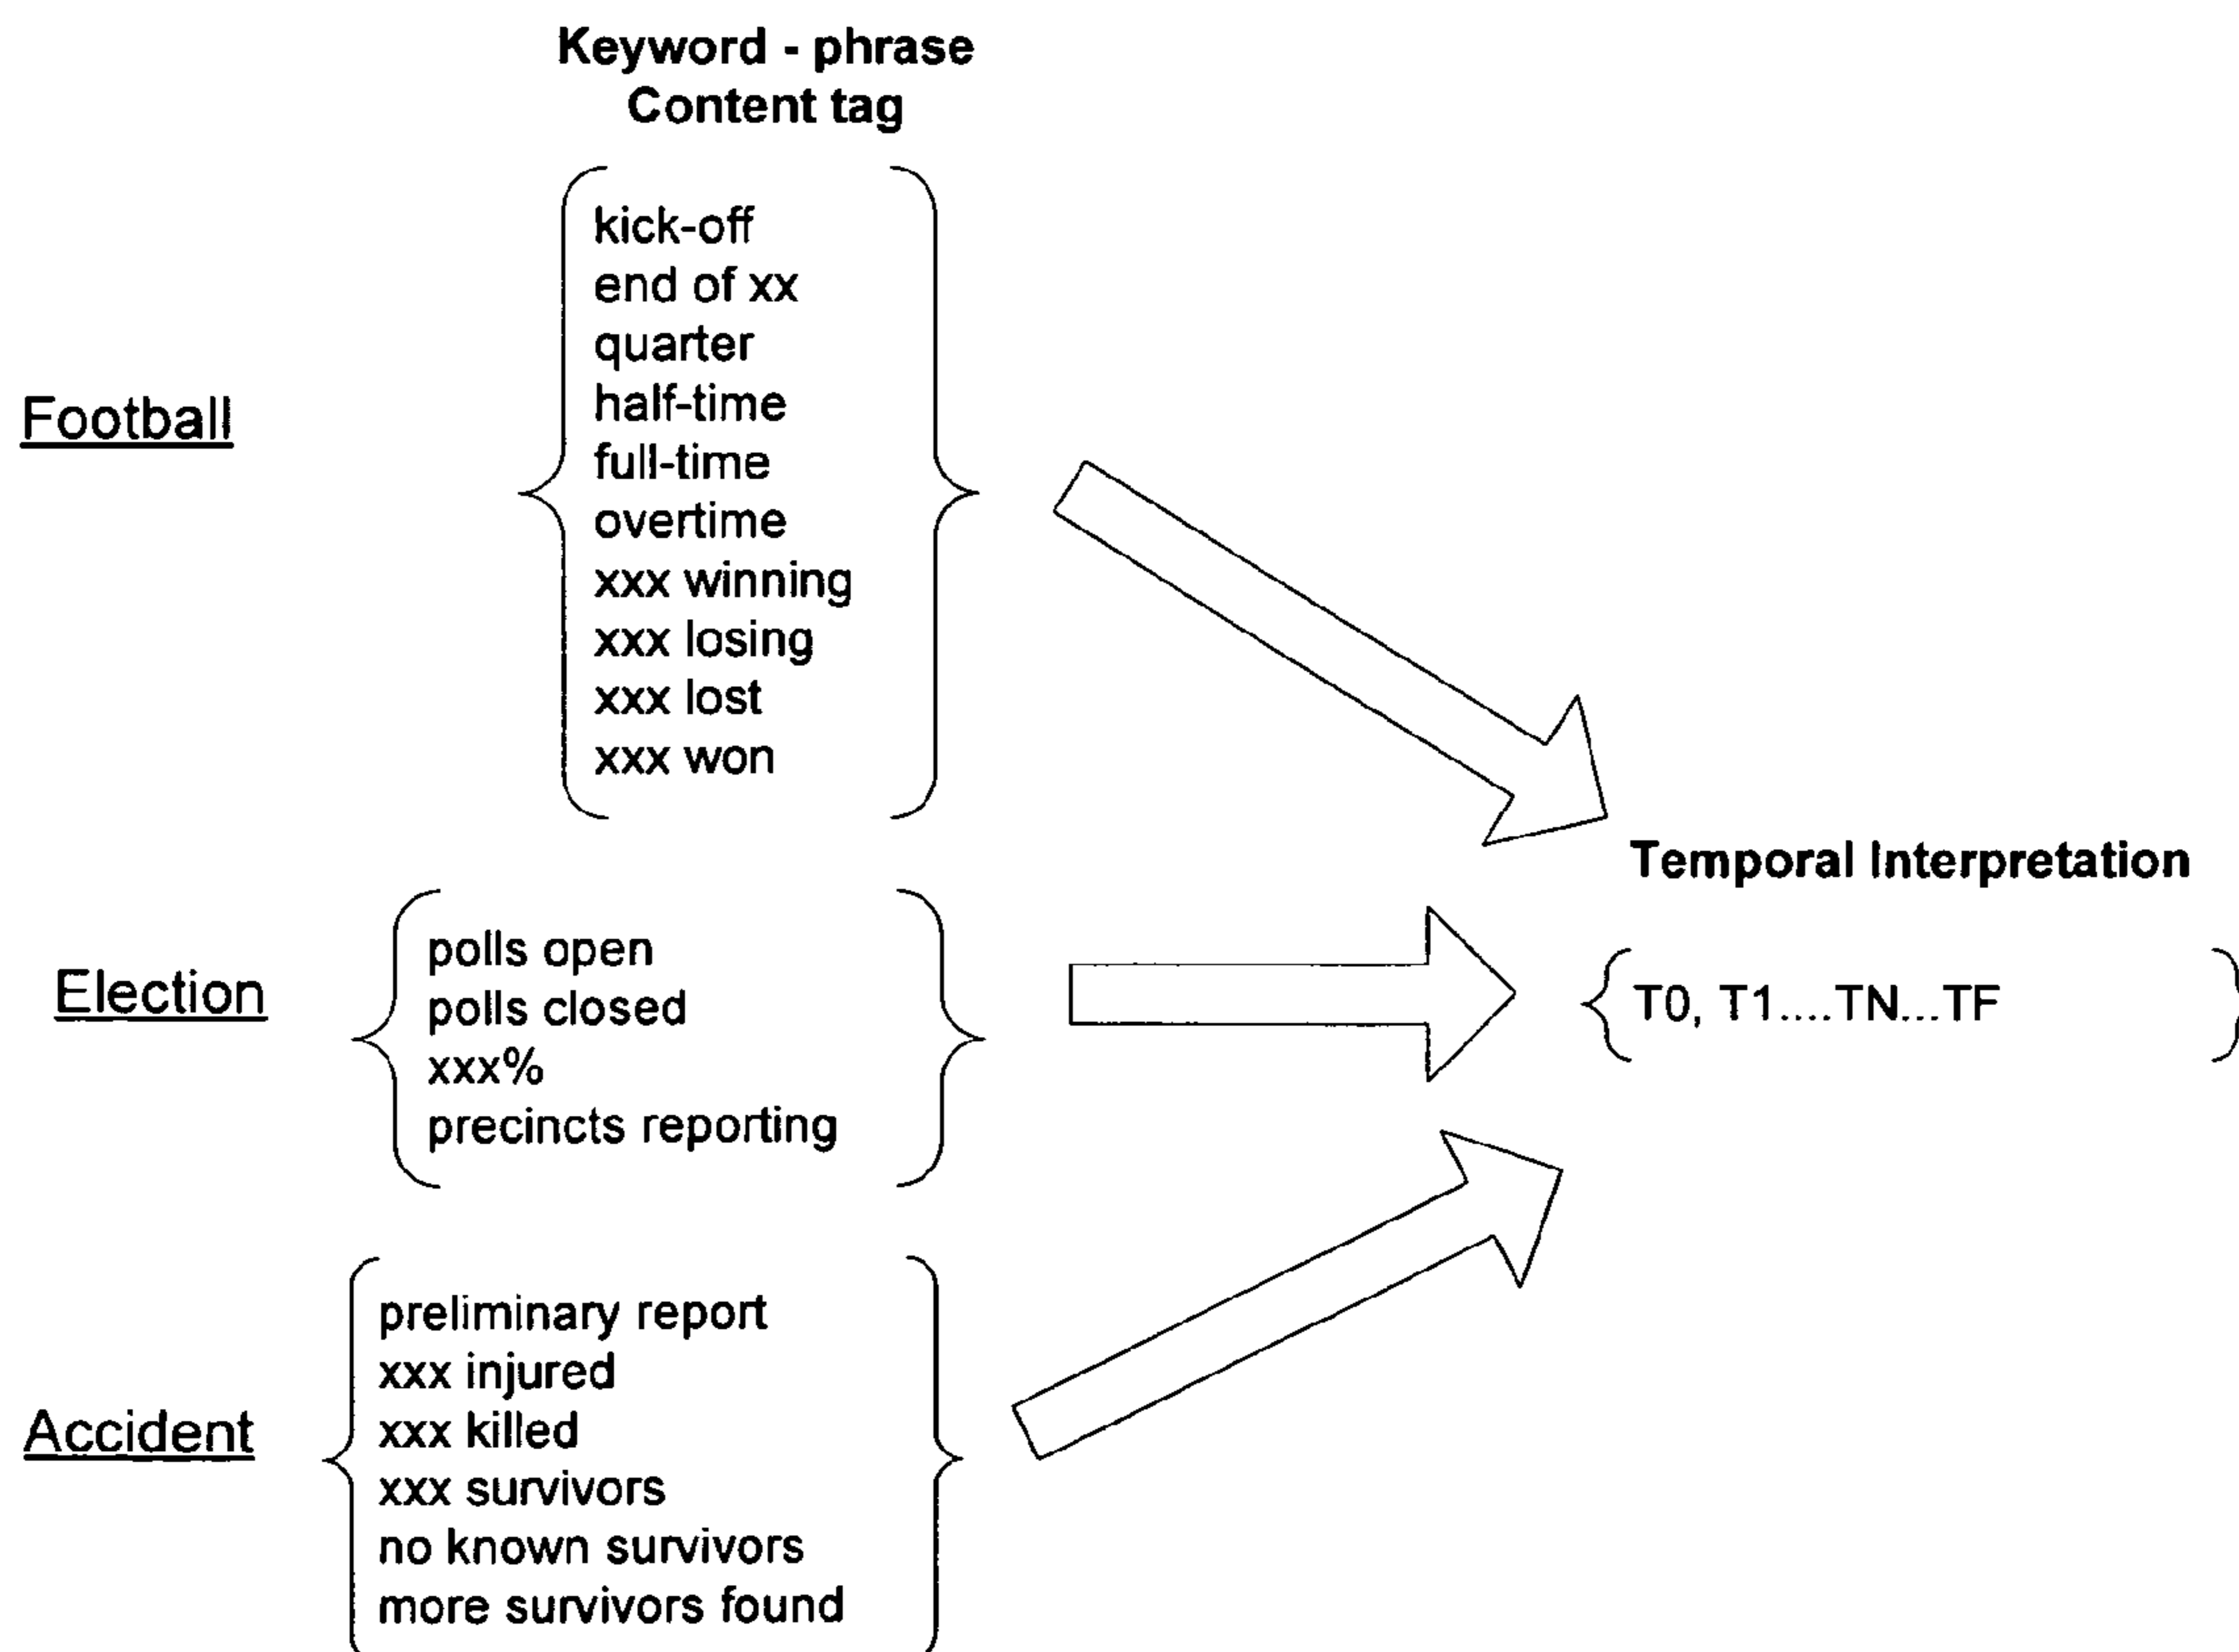 Keyword - phrase
Content tag
Football
kick-off
end of xx
quarter
half-time
full-time
overtime
xxx winning
xxx losing
xxx lost
xxx won
Election
polls open
polls closed
xxx%
precincts reporting
Accident
preliminary report
xxx injured
xxx killed
xxx survivors
no known survivors
more survivors found
Temporal Interpretation
T0, T1....TN...TF